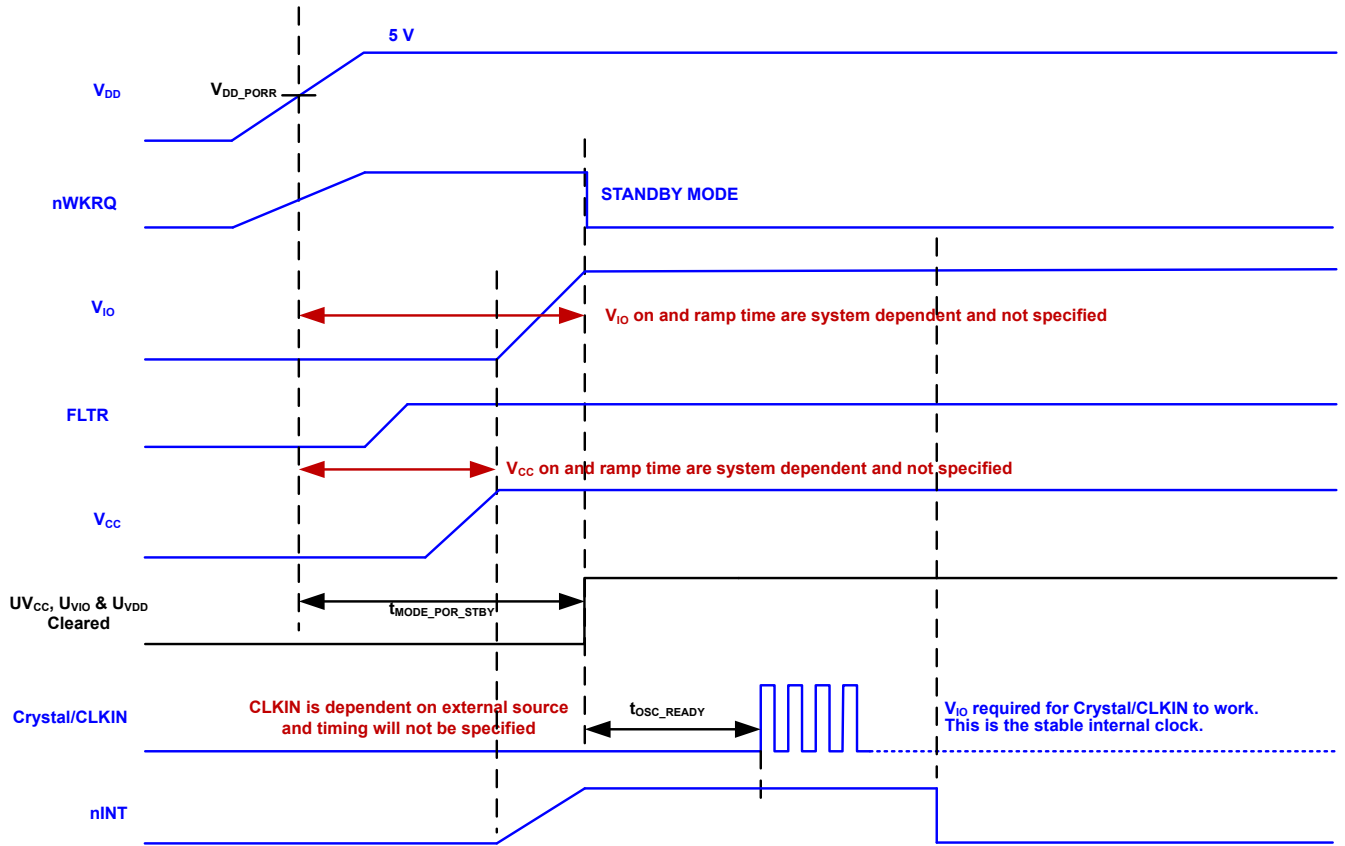 5 V
VDD
VDD_PORR
nWKRQ
STANDBY MODE
VIO
VIO on and ramp time are system dependent and not specified
FLTR
VCC on and ramp time are system dependent and not specified
VCC
UVCC, UVIO & UVDD
Cleared
tMODE_POR_STBY
CLKIN is dependent on external source
and timing will not be specified
tOSC_READY
Crystal/CLKIN
VIO required for Crystal/CLKIN to work.
This is the stable internal clock.
nINT